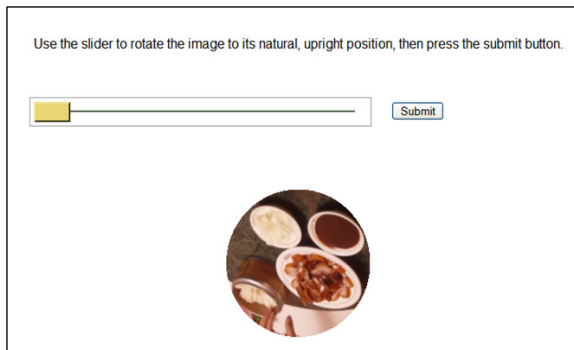 Use the slider to rotate the image to its natural, upright position, then press the submit button.
Submit